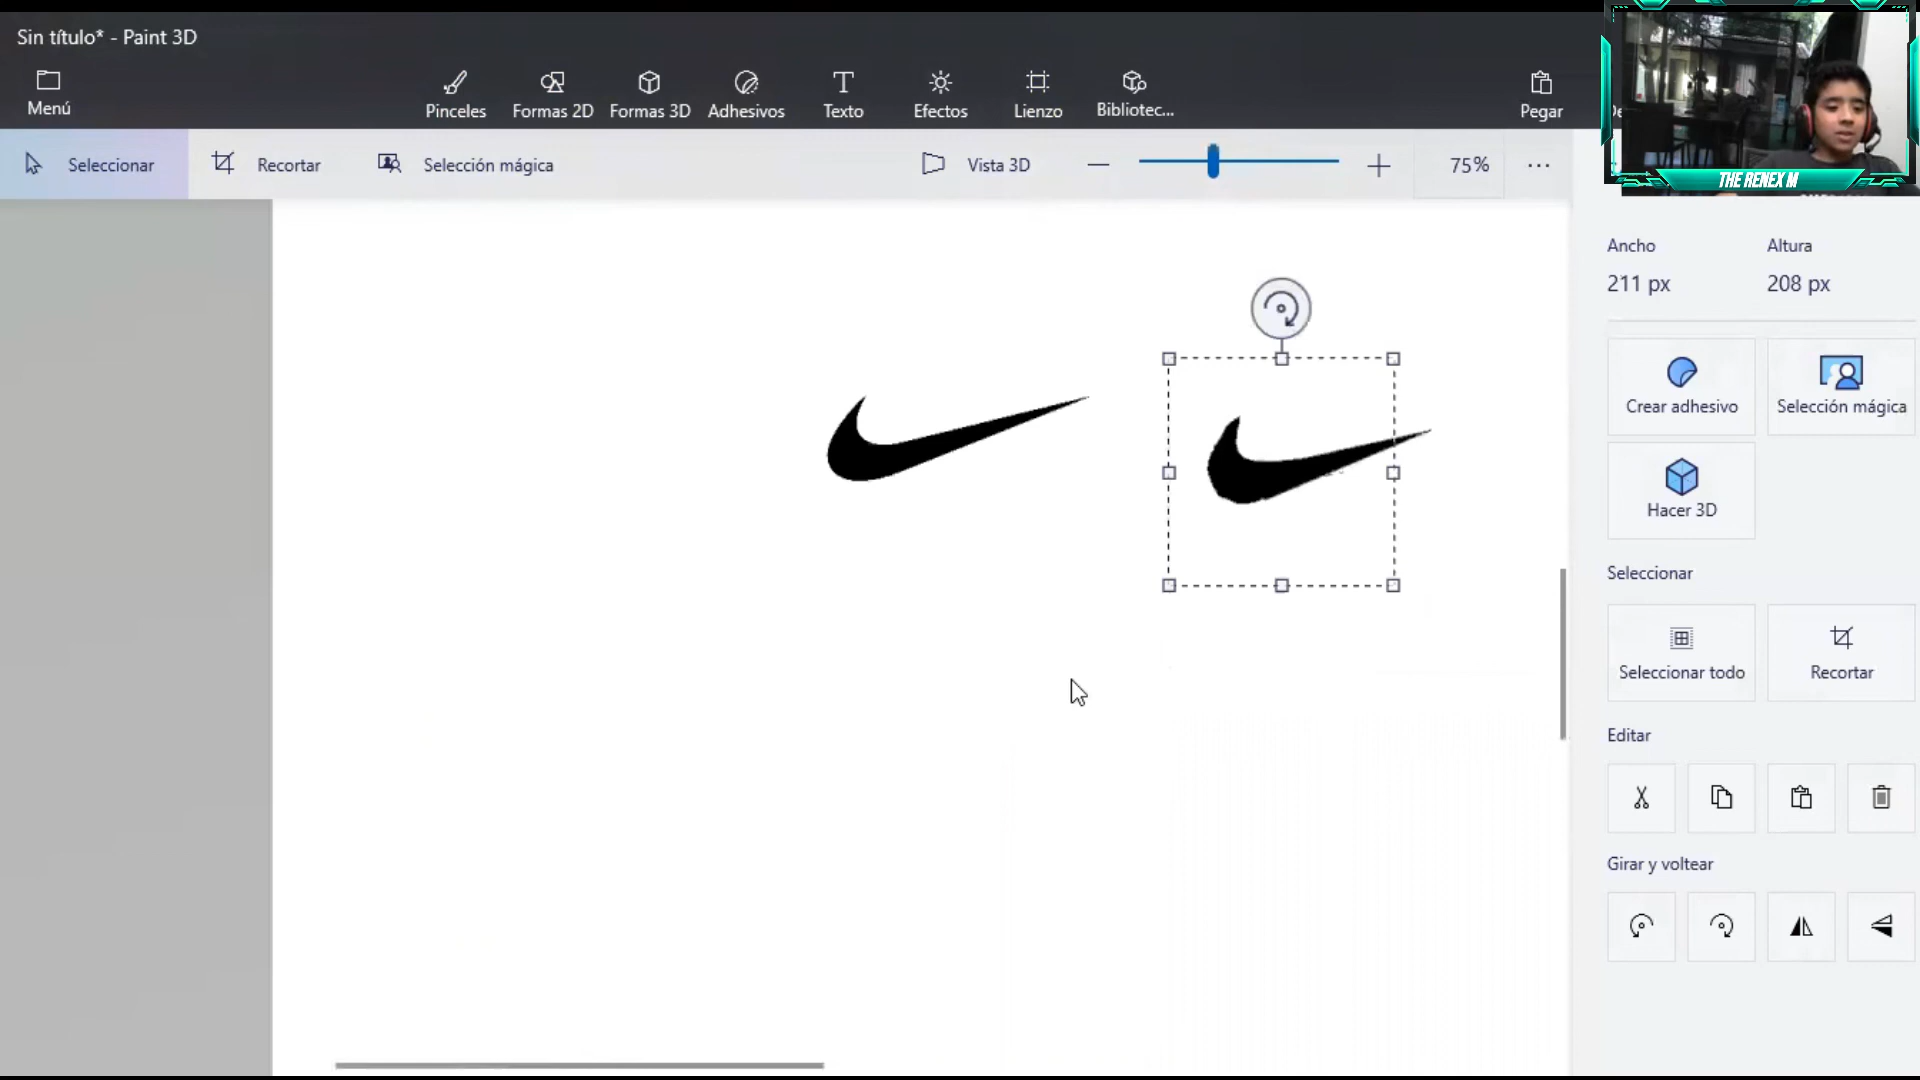 Sin título* - Paint 3D
Menú
Pinceles
Formas 2D
Formas 3D
Adhesivos
Texto
Efectos
Lienzo
Bibliotec...
Pegar
THE RENEX M
Seleccionar
Recortar
Selección mágica
Vista 3D
75%
Ancho
Altura
211 px
208 px
Crear adhesivo
Selección mágica
Hacer 3D
Seleccionar
Seleccionar todo
Recortar
Editar
Girar y voltear